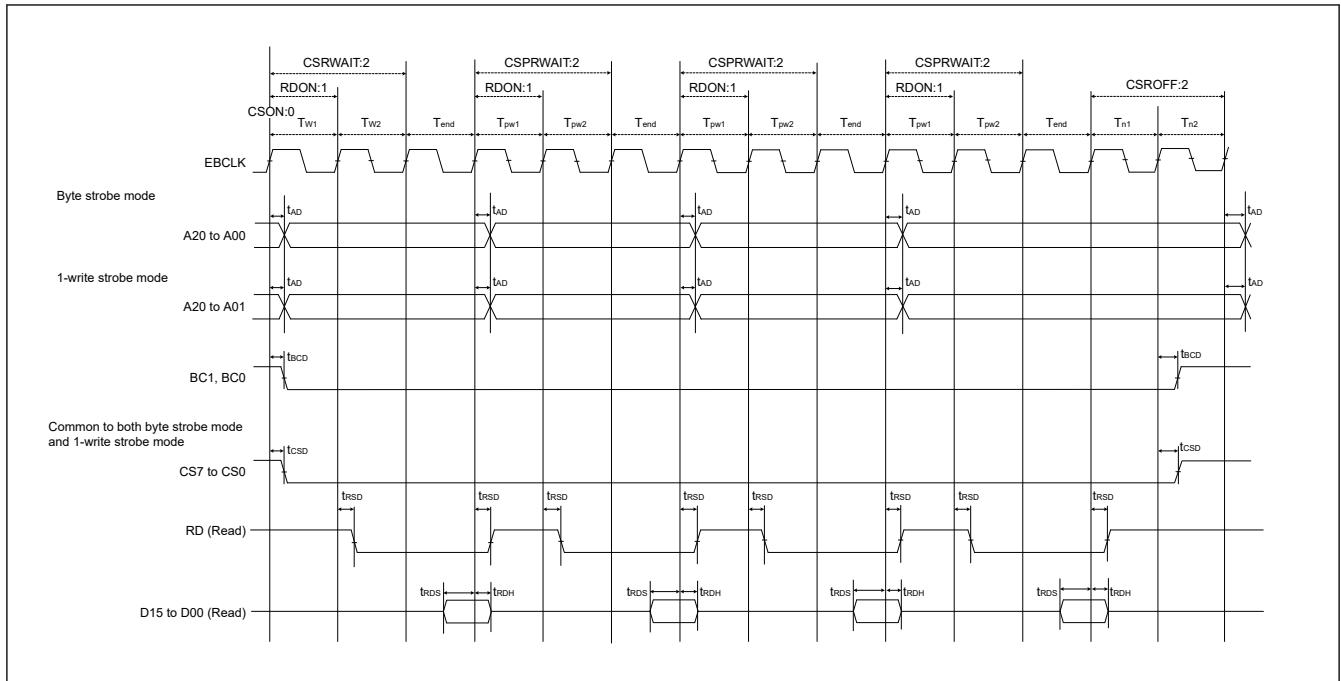 CSRWAIT:2 CSPRWAIT:2 CSPRWAIT:2 CSPRWAIT:2
CSROFF:2
RDON:1 RDON:1 RDON:1 RDON:1
CSON:0
TW1 TW2 Tend Tpw1 Tpw2 Tend Tpw1 Tpw2 Tend Tpw1 Tpw2 Tend Tn1 Tn2
EBCLK
Byte strobe mode
tAD tAD tAD tAD tAD
A20 to A00
1-write strobe mode
tAD tAD tAD tAD tAD
A20 to A01
tBCD tBCD
BC1, BC0
Common to both byte strobe mode
and 1-write strobe mode
tCSD tCSD
CS7 to CS0
tRSD tRSD tRSD tRSD tRSD tRSD tRSD tRSD
RD (Read)
tRDS tRDH tRDS tRDH tRDS tRDH tRDS tRDH
D15 to D00 (Read)